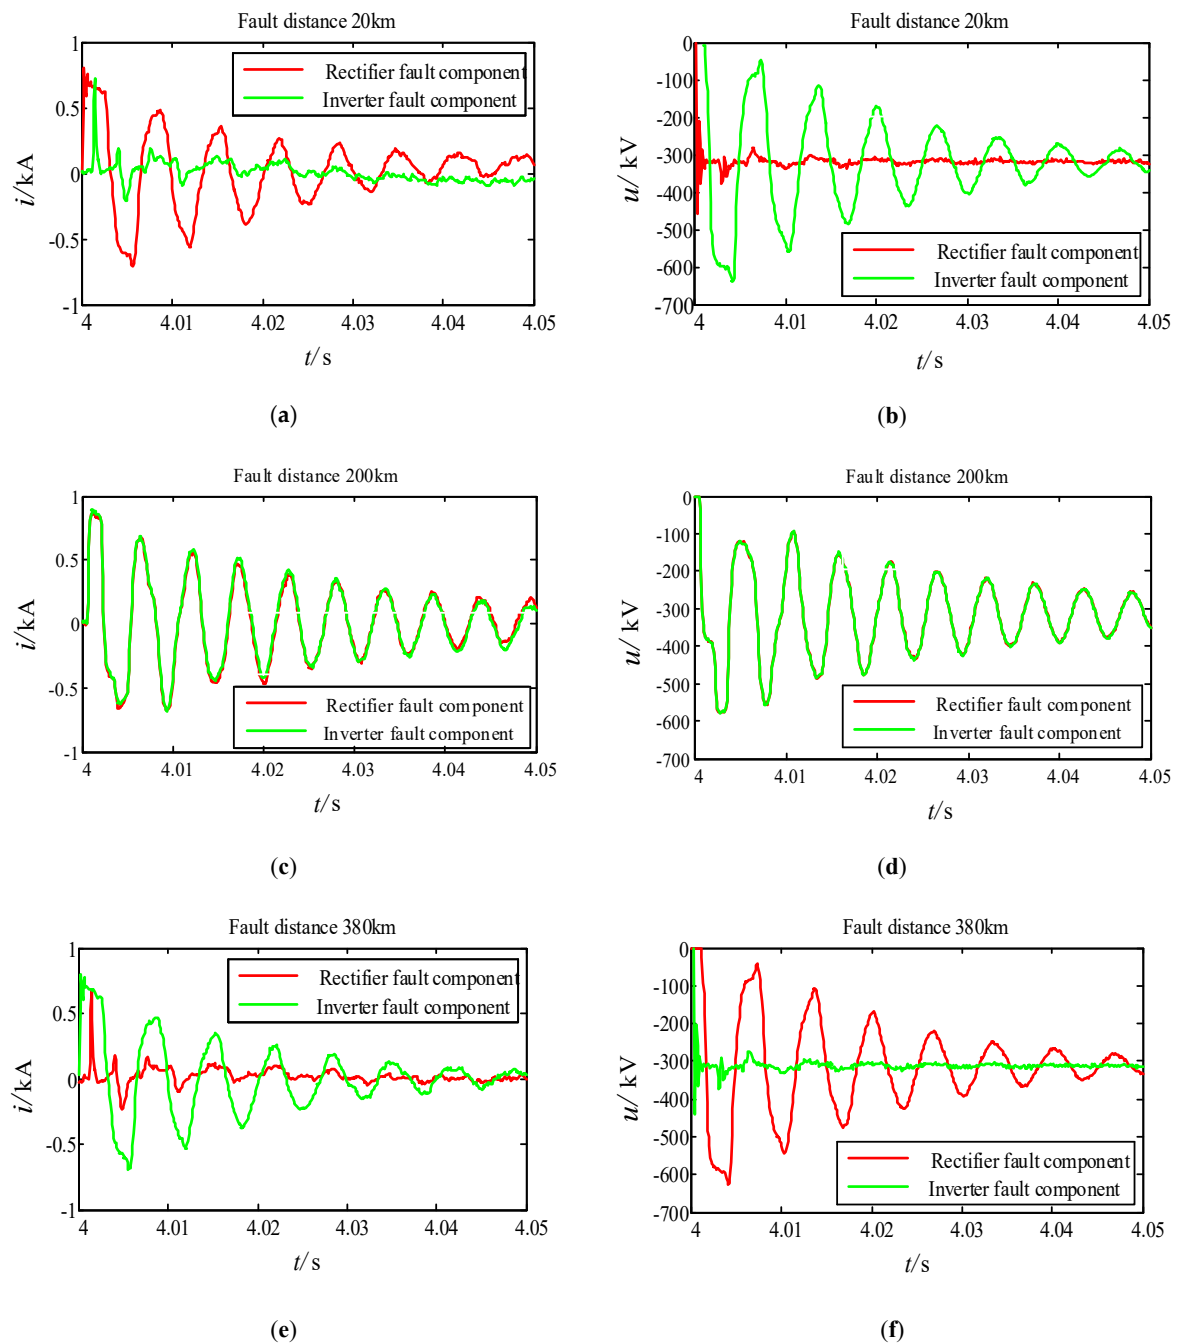 Fault distance 20km
1
0.5
0
-0.5
-1
i/kA
Rectifier fault component
Inverter fault component
4 4.01 4.02 4.03 4.04 4.05
t/s
(a)
Fault distance 20km
0
-100
-200
-300
-400
-500
-600
-700
u/ kV
Rectifier fault component
Inverter fault component
4 4.01 4.02 4.03 4.04 4.05
t/s
(b)
Fault distance 200km
1
0.5
0
-0.5
-1
i/kA
Rectifier fault component
Inverter fault component
4 4.01 4.02 4.03 4.04 4.05
t/s
(c)
Fault distance 200km
0
-100
-200
-300
-400
-500
-600
-700
u/ kV
Rectifier fault component
Inverter fault component
4 4.01 4.02 4.03 4.04 4.05
t/s
(d)
Fault distance 380km
1
0.5
0
-0.5
-1
i/kA
Rectifier fault component
Inverter fault component
4 4.01 4.02 4.03 4.04 4.05
t/s
(e)
Fault distance 380km
0
-100
-200
-300
-400
-500
-600
-700
u/ kV
Rectifier fault component
Inverter fault component
4 4.01 4.02 4.03 4.04 4.05
t/s
(f)